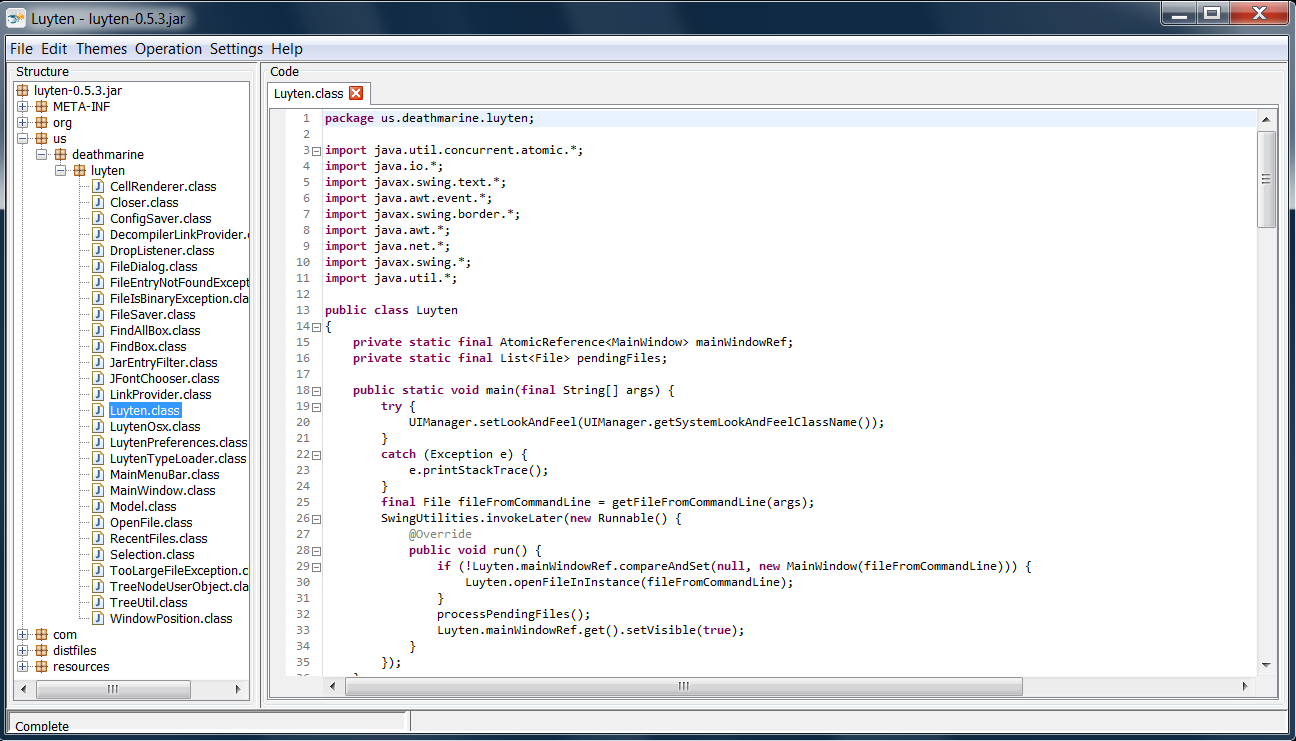 Luyten - luyten-0.5.3.jar
File Edit Themes Operation Settings Help
Structure
luyten-0.5.3.jar
META-INF
org
us
deathmarine
luyten
CellRenderer.class
Closer.class
ConfigSaver.class
DecompilerLinkProvider.c
DropListener.class
FileDialog.class
FileEntryNotFoundExcept
FileIsBinaryException.cla
FileSaver.class
FindAllBox.class
FindBox.class
JarEntryFilter.class
JFontChooser.class
LinkProvider.class
Luyten.class
LuytenOsx.class
LuytenPreferences.class
LuytenTypeLoader.class
MainMenuBar.class
MainWindow.class
Model.class
OpenFile.class
RecentFiles.class
Selection.class
TooLargeFileException.c
TreeNodeUserObject.cla
TreeUtil.class
WindowPosition.class
com
distfiles
resources
Code
Luyten.class
1 package us.deathmarine.luyten;
2
3 import java.util.concurrent.atomic.*;
4 import java.io.*;
5 import javax.swing.text.*;
6 import java.awt.event.*;
7 import javax.swing.border.*;
8 import java.awt.*;
9 import java.net.*;
10 import javax.swing.*;
11 import java.util.*;
12
13 public class Luyten
14 {
15     private static final AtomicReference<MainWindow> mainWindowRef;
16     private static final List<File> pendingFiles;
17
18     public static void main(final String[] args) {
19         try {
20             UIManager.setLookAndFeel(UIManager.getSystemLookAndFeelClassName());
21         }
22         catch (Exception e) {
23             e.printStackTrace();
24         }
25         final File fileFromCommandLine = getFileFromCommandLine(args);
26         SwingUtilities.invokeLater(new Runnable() {
27             @Override
28             public void run() {
29                 if (!Luyten.mainWindowRef.compareAndSet(null, new MainWindow(fileFromCommandLine))) {
30                     Luyten.openFileInInstance(fileFromCommandLine);
31                 }
32                 processPendingFiles();
33                 Luyten.mainWindowRef.get().setVisible(true);
34             }
35         });
Complete